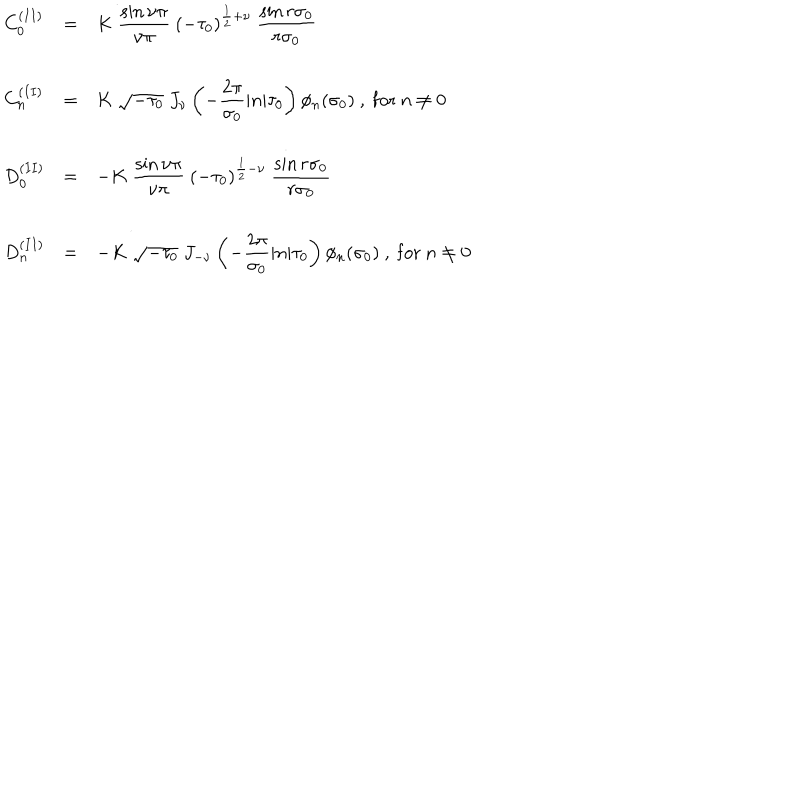 $C_0^{(II)} = K \, \frac{\sin \nu\pi}{\nu\pi} \, (-\tau_0)^{\frac{1}{2}+\nu} \, \frac{\sin r\sigma_0}{r\sigma_0}$
$C_n^{(II)} = K \, \sqrt{-\tau_0} \, J_\nu \left( -\frac{2\pi}{\sigma_0} |n| \tau_0 \right) \phi_n(\sigma_0) \, , \text{ for } n \neq 0$
$D_0^{(II)} = -K \, \frac{\sin \nu\pi}{\nu\pi} \, (-\tau_0)^{\frac{1}{2}-\nu} \, \frac{\sin r\sigma_0}{r\sigma_0}$
$D_n^{(II)} = -K \, \sqrt{-\tau_0} \, J_{-\nu} \left( -\frac{2\pi}{\sigma_0} |n| \tau_0 \right) \phi_n(\sigma_0) \, , \text{ for } n \neq 0$